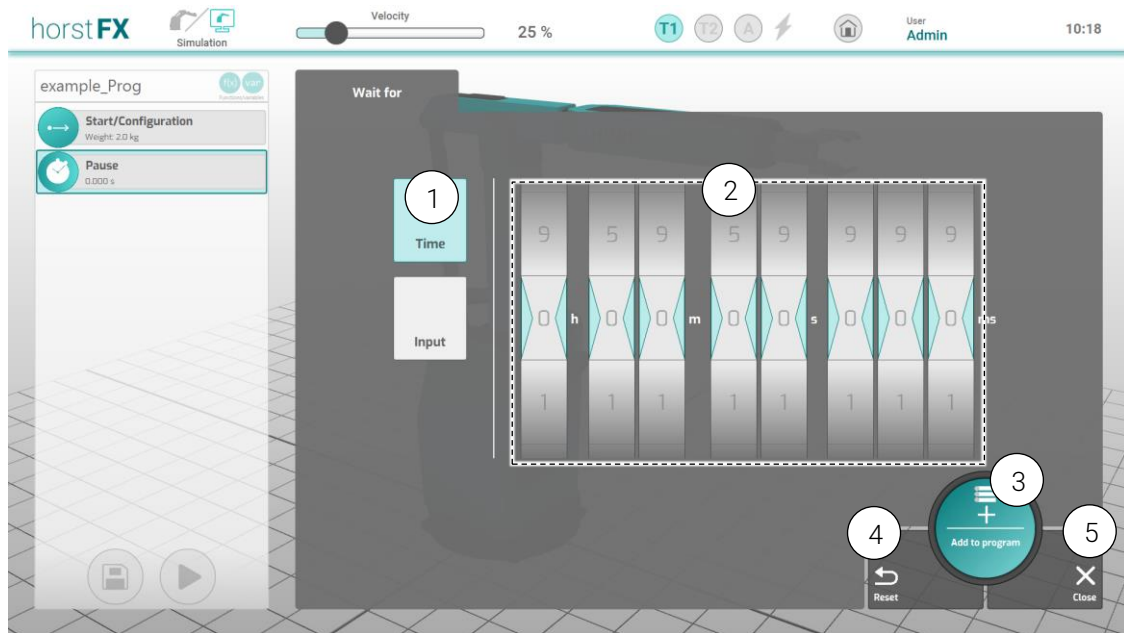 horstFX
Simulation
Velocity
25 %
T1
T2
A
User
Admin
10:18
example_Prog
f(x)
var
Functions/variables
Start/Configuration
Weight: 2.0 kg
Pause
0.000 s
Wait for
1
Time
Input
2
9 5 9 5 9 9 9 9
0 h 0 0 m 0 0 s 0 0 0 ms
1 1 1 1 1 1 1 1
3
Add to program
4
Reset
5
Close